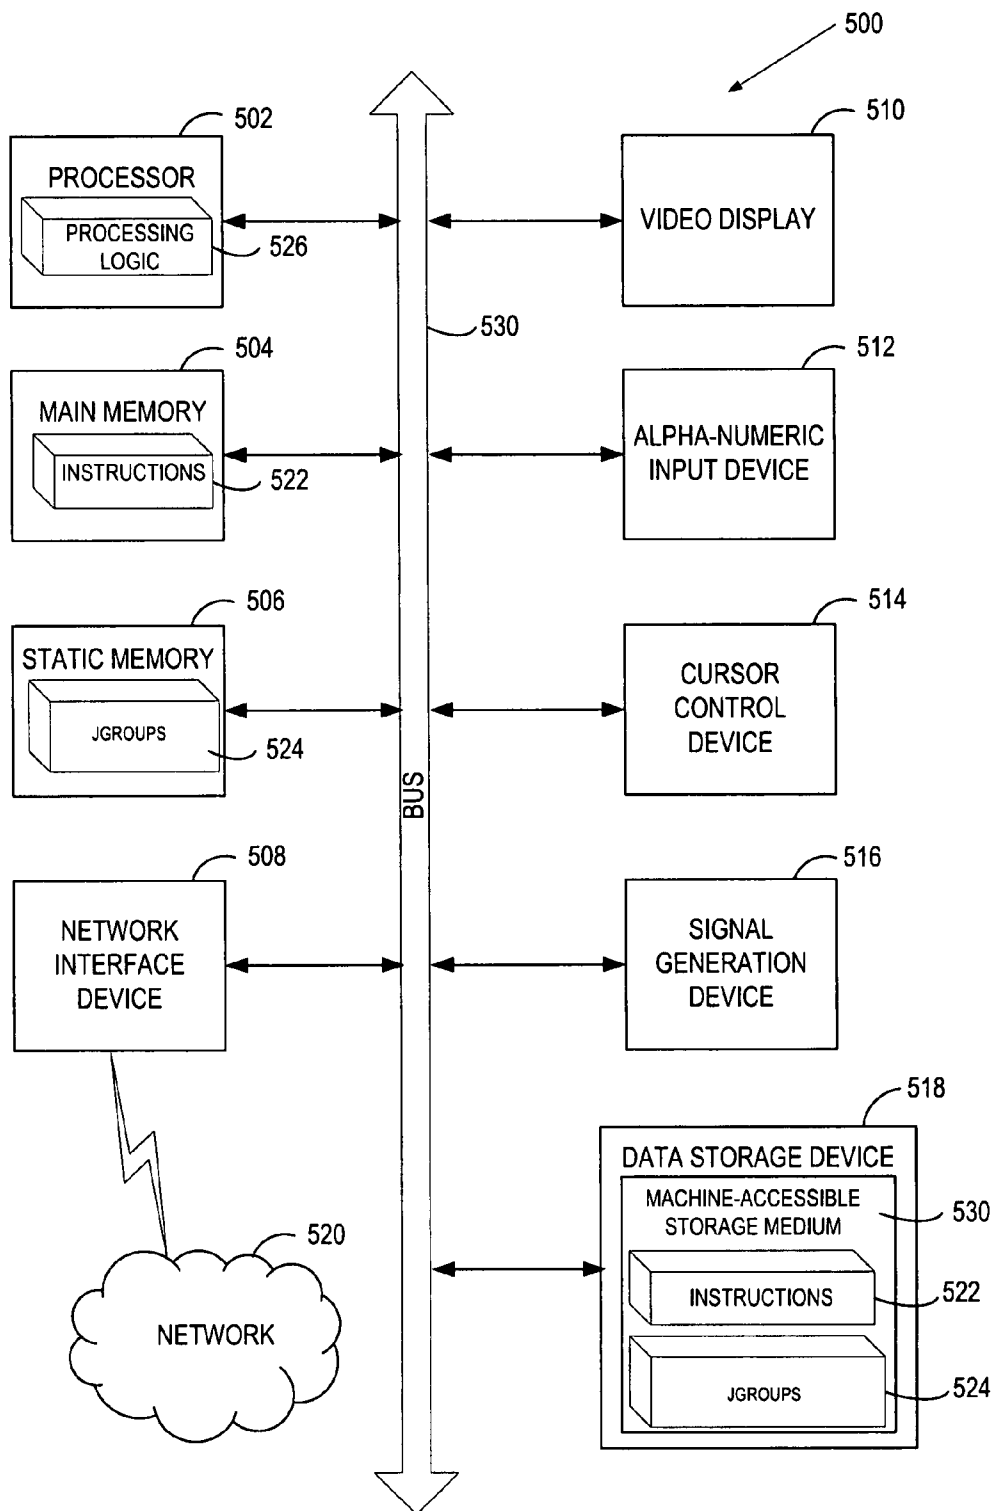 500
502
PROCESSOR
PROCESSING
LOGIC
526
510
VIDEO DISPLAY
530
504
MAIN MEMORY
INSTRUCTIONS
522
512
ALPHA-NUMERIC
INPUT DEVICE
506
STATIC MEMORY
JGROUPS
524
514
CURSOR
CONTROL
DEVICE
BUS
508
NETWORK
INTERFACE
DEVICE
516
SIGNAL
GENERATION
DEVICE
520
NETWORK
518
DATA STORAGE DEVICE
MACHINE-ACCESSIBLE
STORAGE MEDIUM
530
INSTRUCTIONS
522
JGROUPS
524